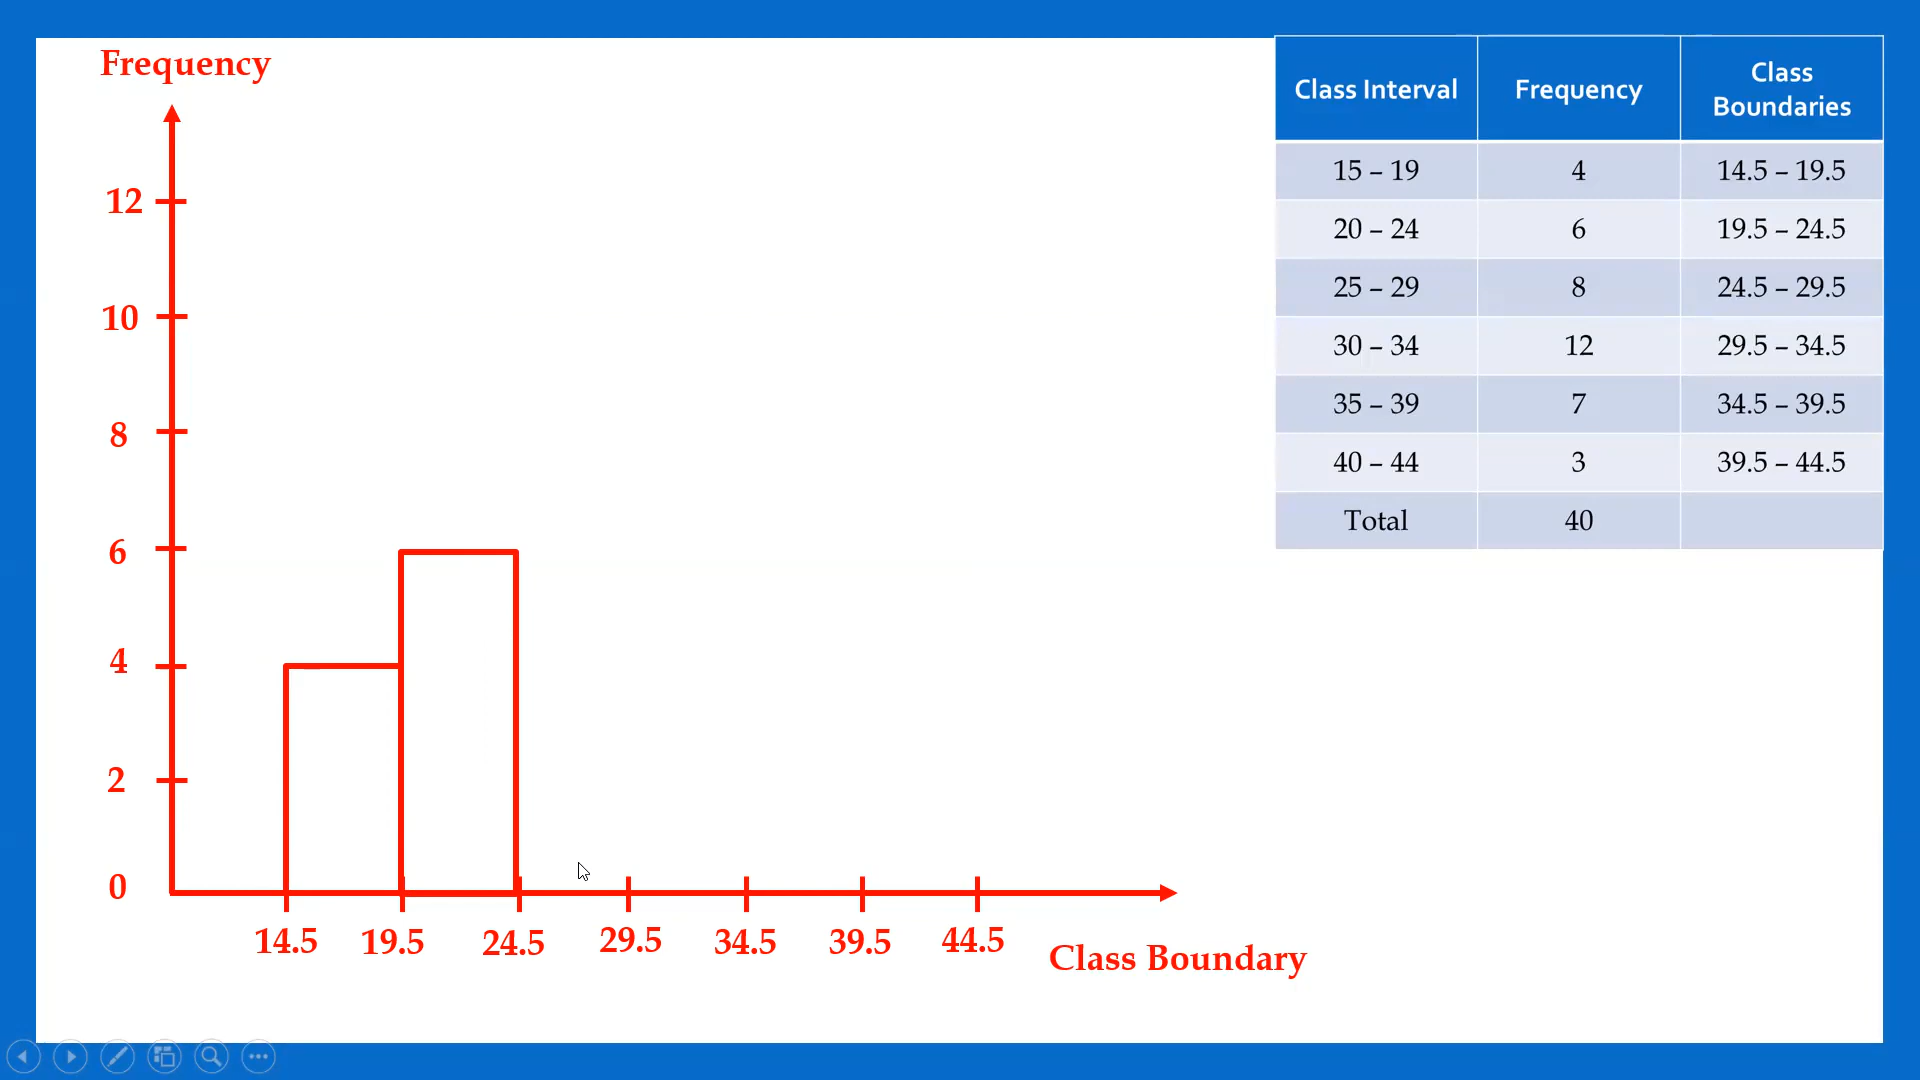 Frequency
12
10
8
6
4
2
0
14.5 19.5 24.5 29.5 34.5 39.5 44.5
Class Boundary
Class Interval Frequency Class Boundaries
15 – 19 4 14.5 – 19.5
20 – 24 6 19.5 – 24.5
25 – 29 8 24.5 – 29.5
30 – 34 12 29.5 – 34.5
35 – 39 7 34.5 – 39.5
40 – 44 3 39.5 – 44.5
Total 40